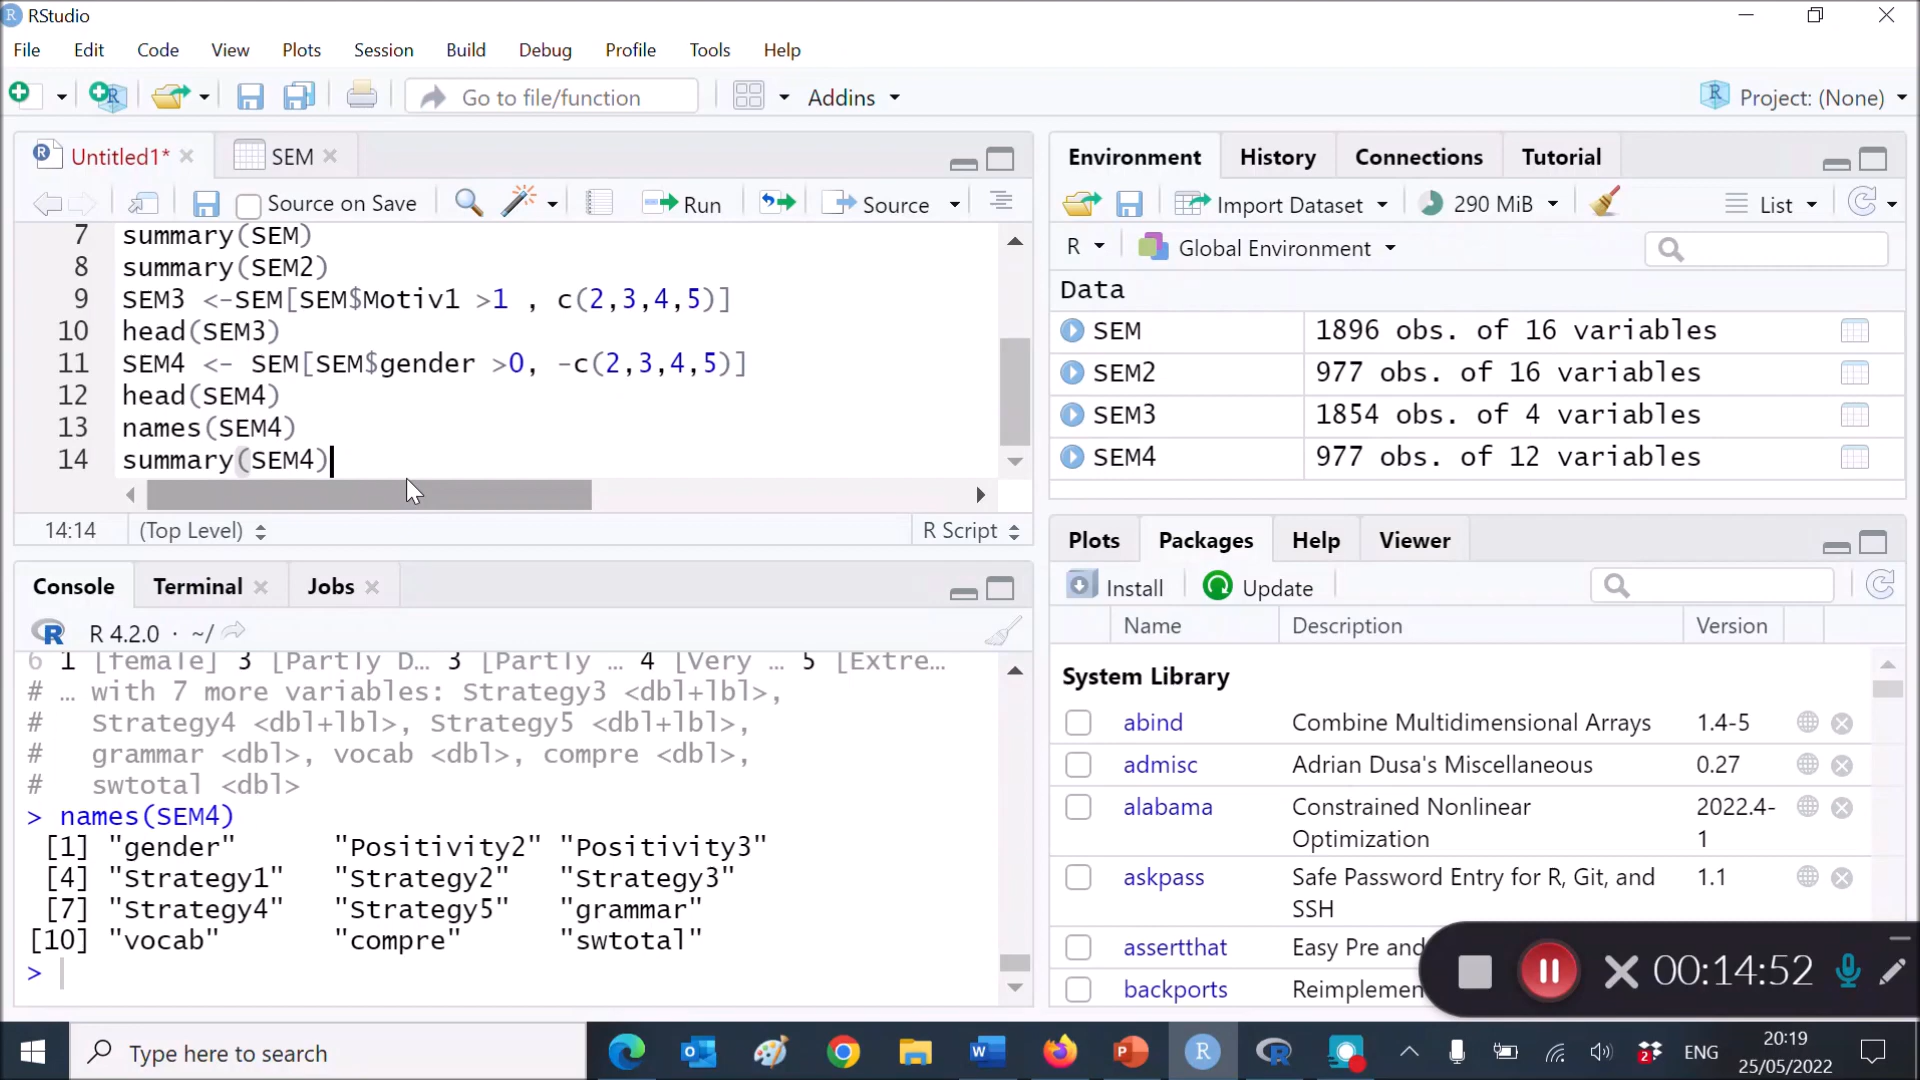 RStudio
File Edit Code View Plots Session Build Debug Profile Tools Help
Go to file/function Addins Project: (None)
Untitled1* SEM
Source on Save Run Source
7 summary(SEM)
8 summary(SEM2)
9 SEM3 <-SEM[SEM$Motiv1 >1 , c(2,3,4,5)]
10 head(SEM3)
11 SEM4 <- SEM[SEM$gender >0, -c(2,3,4,5)]
12 head(SEM4)
13 names(SEM4)
14 summary(SEM4)
14:14 (Top Level) R Script
Console Terminal Jobs
R 4.2.0 · ~/
6 1 [female] 3 [Partly D… 3 [Partly … 4 [Very … 5 [Extre…
# … with 7 more variables: Strategy3 <dbl+lbl>,
# Strategy4 <dbl+lbl>, Strategy5 <dbl+lbl>,
# grammar <dbl>, vocab <dbl>, compre <dbl>,
# swtotal <dbl>
> names(SEM4)
[1] "gender" "Positivity2" "Positivity3"
[4] "Strategy1" "Strategy2" "Strategy3"
[7] "Strategy4" "Strategy5" "grammar"
[10] "vocab" "compre" "swtotal"
>
Environment History Connections Tutorial
Import Dataset 290 MiB List
R Global Environment
Data
SEM 1896 obs. of 16 variables
SEM2 977 obs. of 16 variables
SEM3 1854 obs. of 4 variables
SEM4 977 obs. of 12 variables
Plots Packages Help Viewer
Install Update
Name Description Version
System Library
abind Combine Multidimensional Arrays 1.4-5
admisc Adrian Dusa's Miscellaneous 0.27
alabama Constrained Nonlinear 2022.4-
Optimization 1
askpass Safe Password Entry for R, Git, and 1.1
SSH
assertthat Easy Pre and
backports Reimplemen
00:14:52
Type here to search
ENG
20:19
25/05/2022